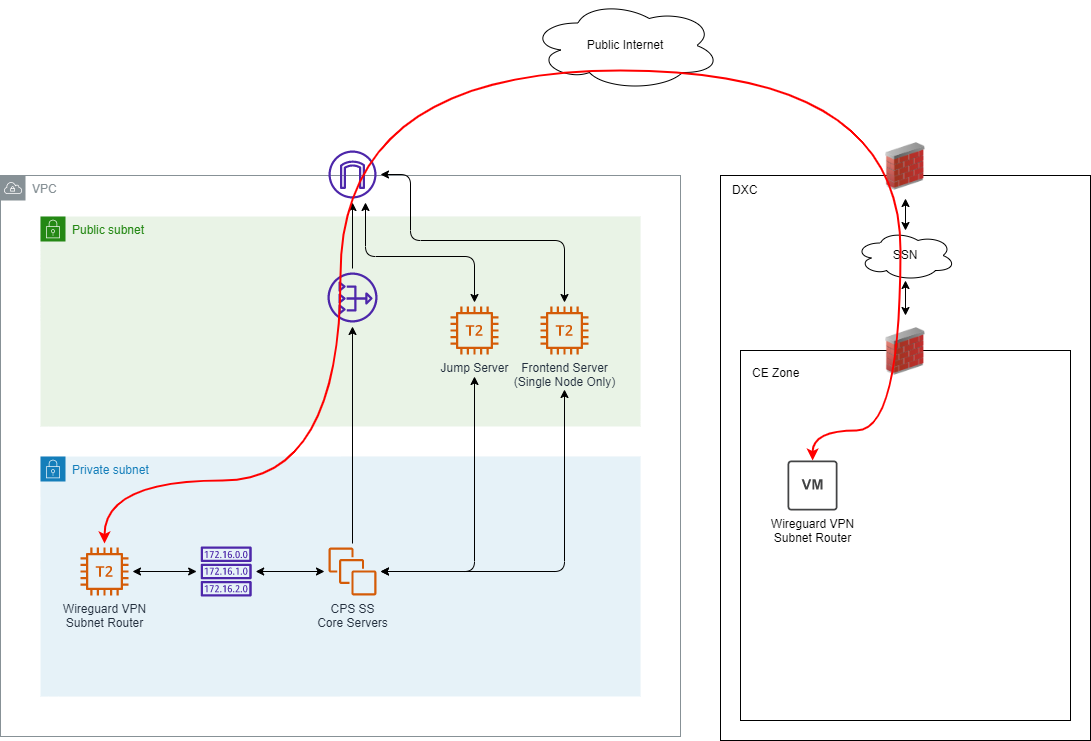 Public Internet
VPC
DXC
Public subnet
SSN
T2
T2
Jump Server
Frontend Server
(Single Node Only)
CE Zone
Private subnet
VM
Wireguard VPN
Subnet Router
T2
172.16.0.0
172.16.1.0
172.16.2.0
Wireguard VPN
Subnet Router
CPS SS
Core Servers